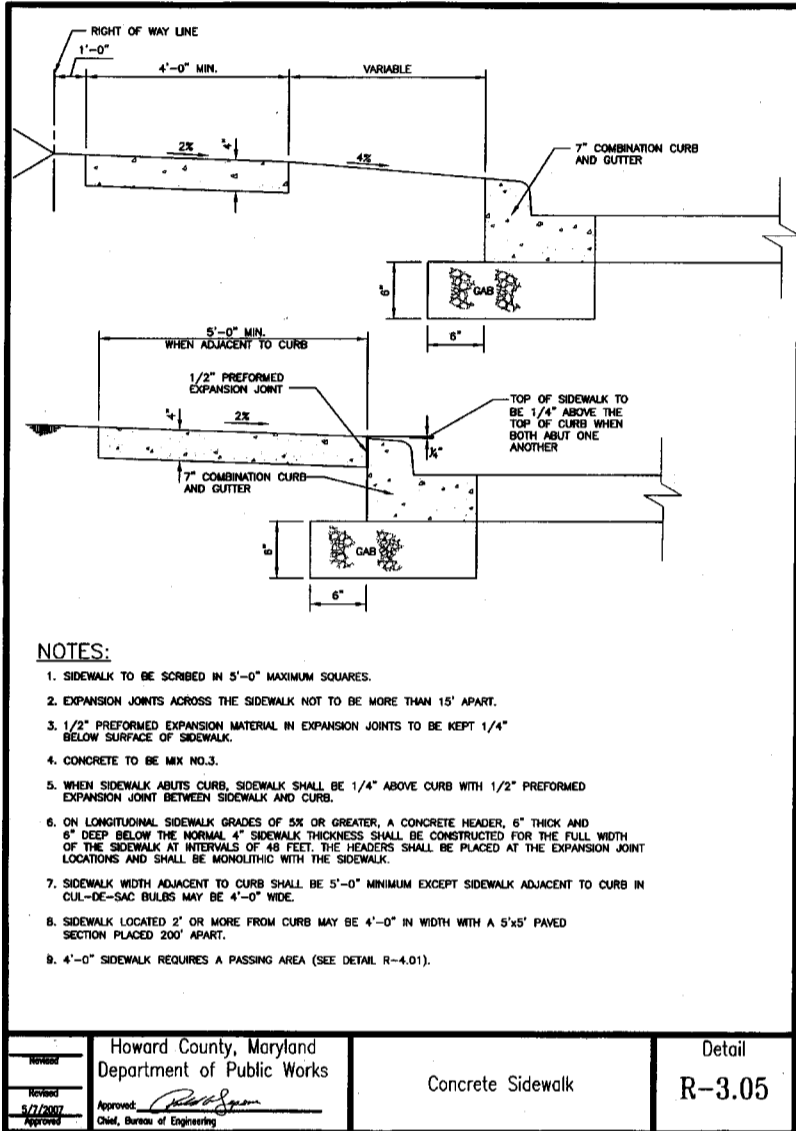 RIGHT OF WAY LINE
1'-0"
4'-0" MIN.
VARIABLE
2%
4"
4%
7" COMBINATION CURB
AND GUTTER
6"
GAB
6"
5'-0" MIN.
WHEN ADJACENT TO CURB
1/2" PREFORMED
EXPANSION JOINT
4"
2%
TOP OF SIDEWALK TO
BE 1/4" ABOVE THE
TOP OF CURB WHEN
BOTH ABUT ONE
ANOTHER
1/4"
7" COMBINATION CURB
AND GUTTER
6"
GAB
6"
NOTES:
1. SIDEWALK TO BE SCRIBED IN 5'-0" MAXIMUM SQUARES.
2. EXPANSION JOINTS ACROSS THE SIDEWALK NOT TO BE MORE THAN 15' APART.
3. 1/2" PREFORMED EXPANSION MATERIAL IN EXPANSION JOINTS TO BE KEPT 1/4"
BELOW SURFACE OF SIDEWALK.
4. CONCRETE TO BE MIX NO.3.
5. WHEN SIDEWALK ABUTS CURB, SIDEWALK SHALL BE 1/4" ABOVE CURB WITH 1/2" PREFORMED
EXPANSION JOINT BETWEEN SIDEWALK AND CURB.
6. ON LONGITUDINAL SIDEWALK GRADES OF 5% OR GREATER, A CONCRETE HEADER, 6" THICK AND
6" DEEP BELOW THE NORMAL 4" SIDEWALK THICKNESS SHALL BE CONSTRUCTED FOR THE FULL WIDTH
OF THE SIDEWALK AT INTERVALS OF 48 FEET. THE HEADERS SHALL BE PLACED AT THE EXPANSION JOINT
LOCATIONS AND SHALL BE MONOLITHIC WITH THE SIDEWALK.
7. SIDEWALK WIDTH ADJACENT TO CURB SHALL BE 5'-0" MINIMUM EXCEPT SIDEWALK ADJACENT TO CURB IN
CUL-DE-SAC BULBS MAY BE 4'-0" WIDE.
8. SIDEWALK LOCATED 2' OR MORE FROM CURB MAY BE 4'-0" IN WIDTH WITH A 5'x5' PAVED
SECTION PLACED 200' APART.
9. 4'-0" SIDEWALK REQUIRES A PASSING AREA (SEE DETAIL R-4.01).
Revised
Revised
5/7/2007
Approved
Howard County, Maryland
Department of Public Works
Approved:
Chief, Bureau of Engineering
Concrete Sidewalk
Detail
R-3.05